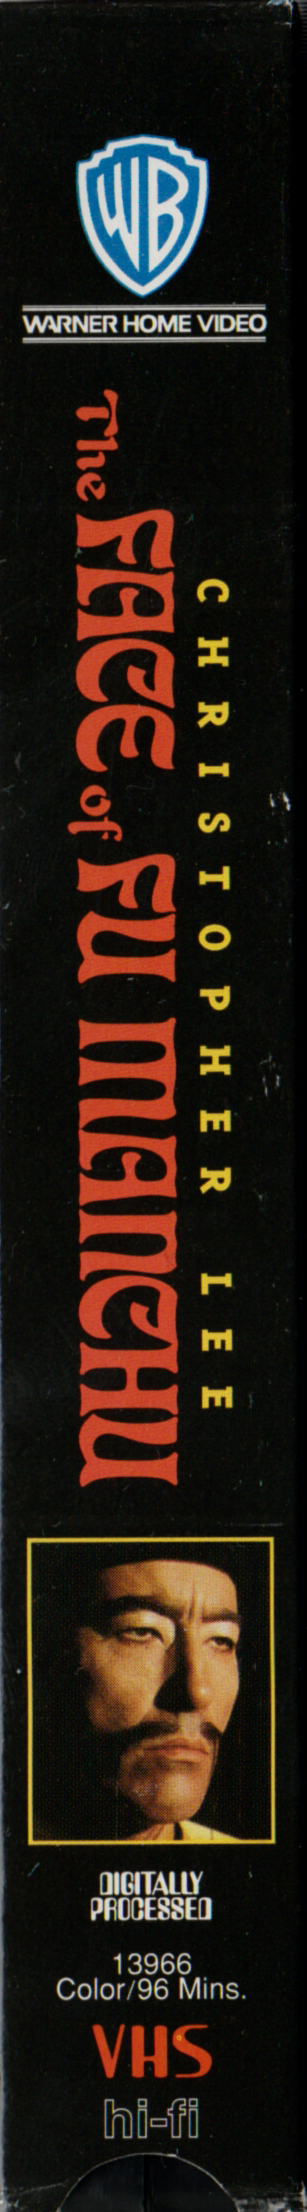 WB
WARNER HOME VIDEO
CHRISTOPHER LEE
The FACE of FU MANCHU
DIGITALLY
PROCESSED
13966
Color/96 Mins.
VHS
hi-fi